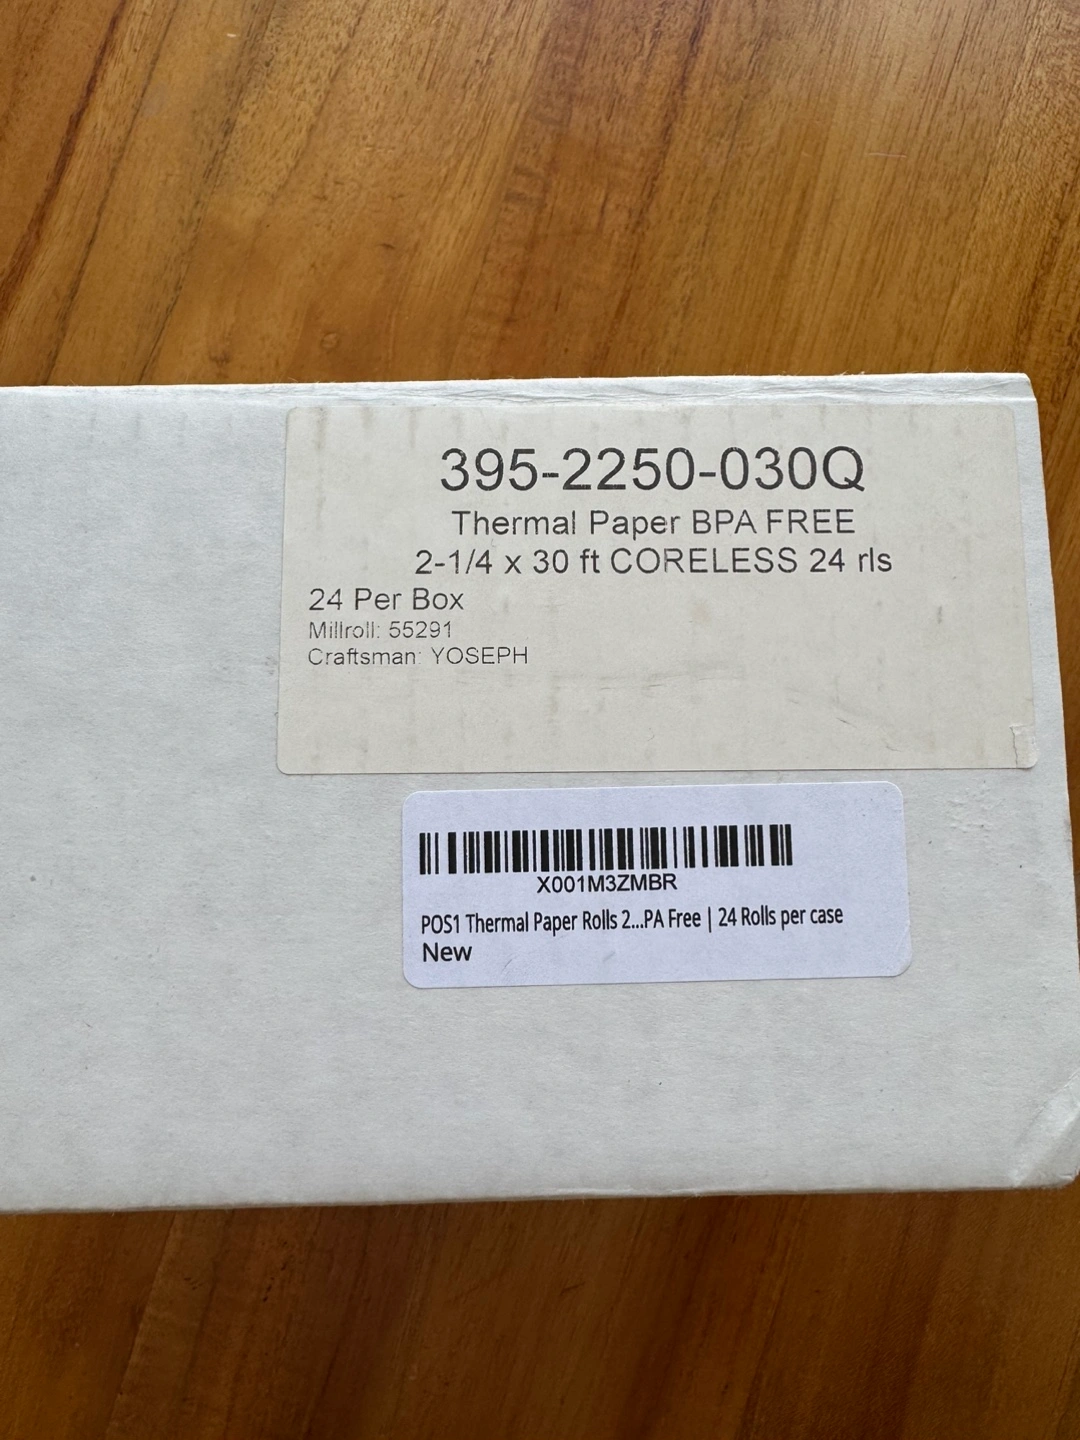 395-2250-030Q
Thermal Paper BPA FREE
2-1/4 x 30 ft CORELESS 24 rls
24 Per Box
Millroll: 55291
Craftsman: YOSEPH
X001M3ZMBR
POS1 Thermal Paper Rolls 2...PA Free | 24 Rolls per case
New